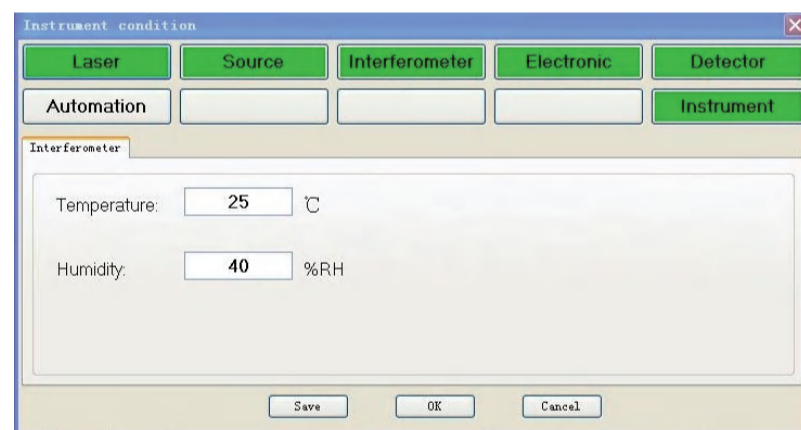 Instrument condition
Laser Source Interferometer Electronic Detector
Automation Instrument
Interferometer
Temperature: 25 ℃
Humidity: 40 %RH
Save OK Cancel